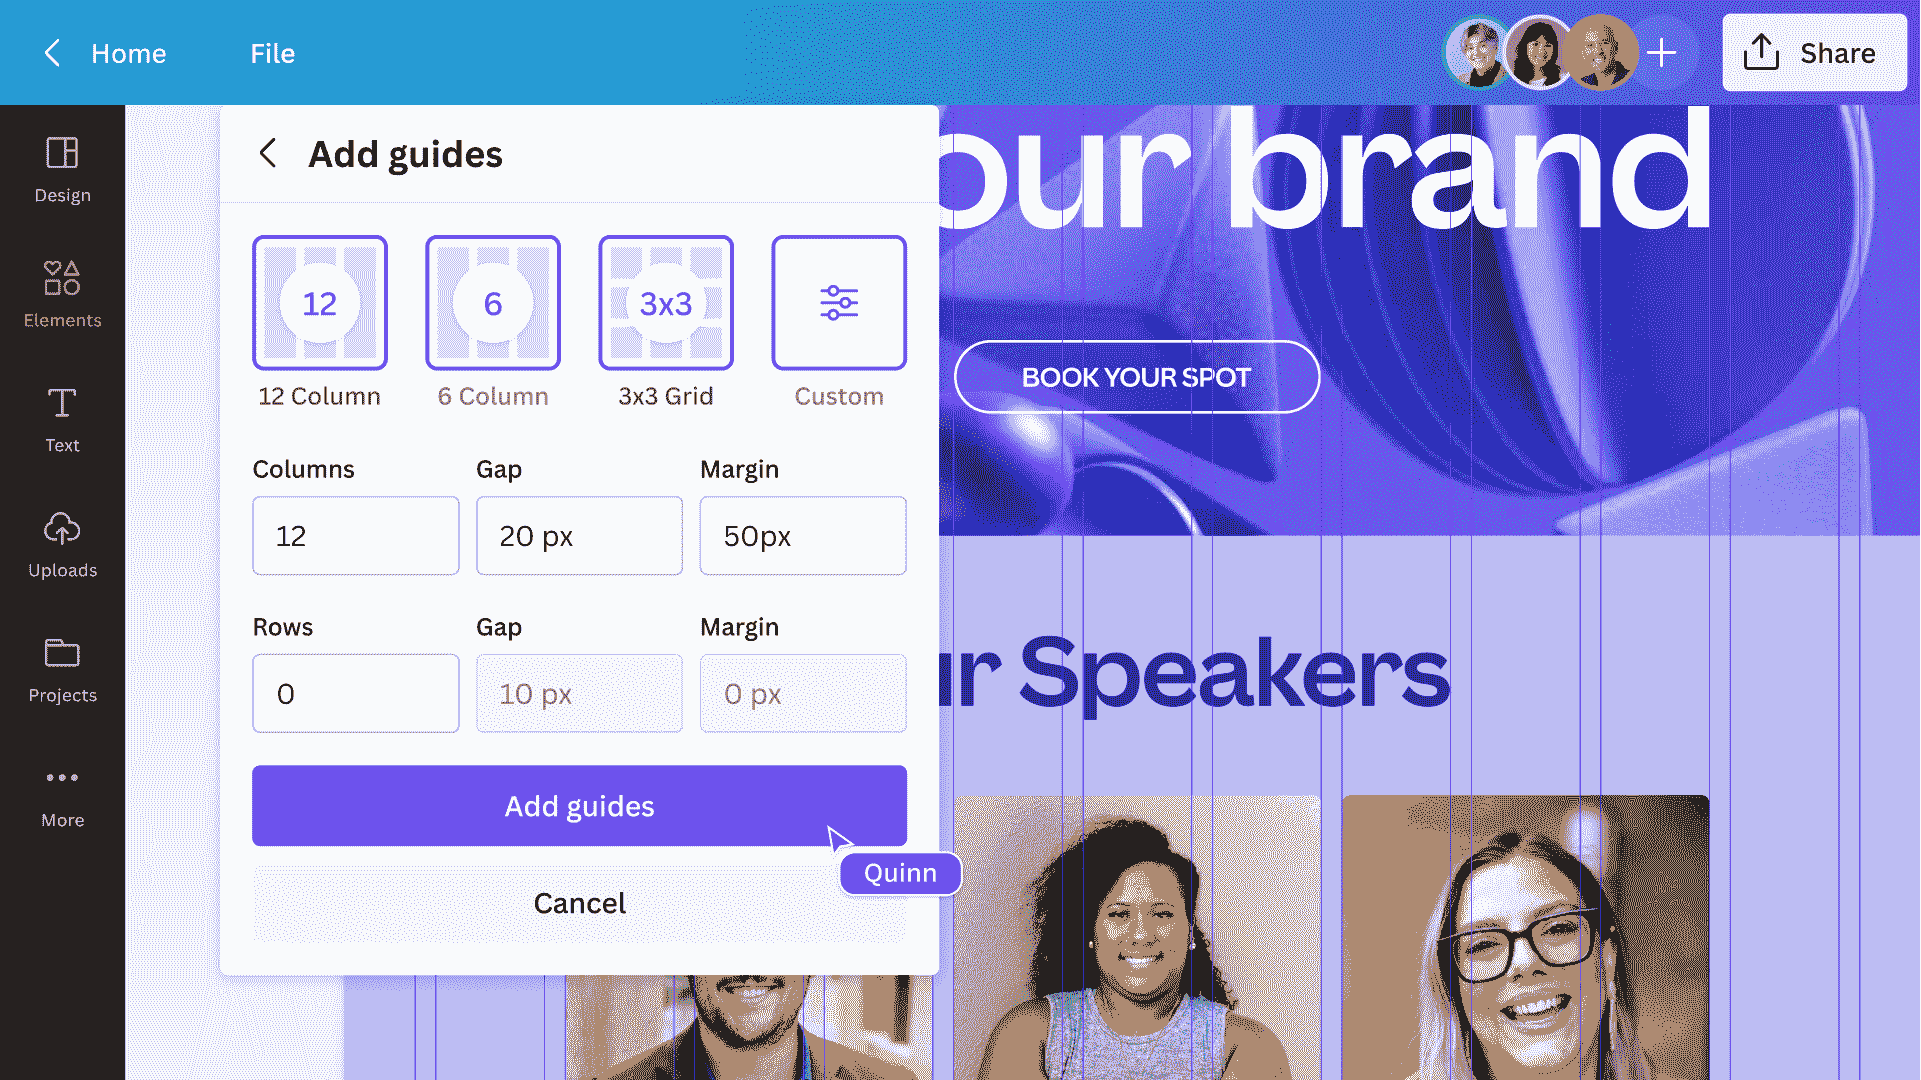 Home
File
Share
Design
Elements
Text
Uploads
Projects
More
Add guides
12
6
3x3
12 Column
6 Column
3x3 Grid
Custom
Columns
Gap
Margin
12
20 px
50px
Rows
Gap
Margin
0
10 px
0 px
Add guides
Cancel
Quinn
our brand
BOOK YOUR SPOT
ur Speakers